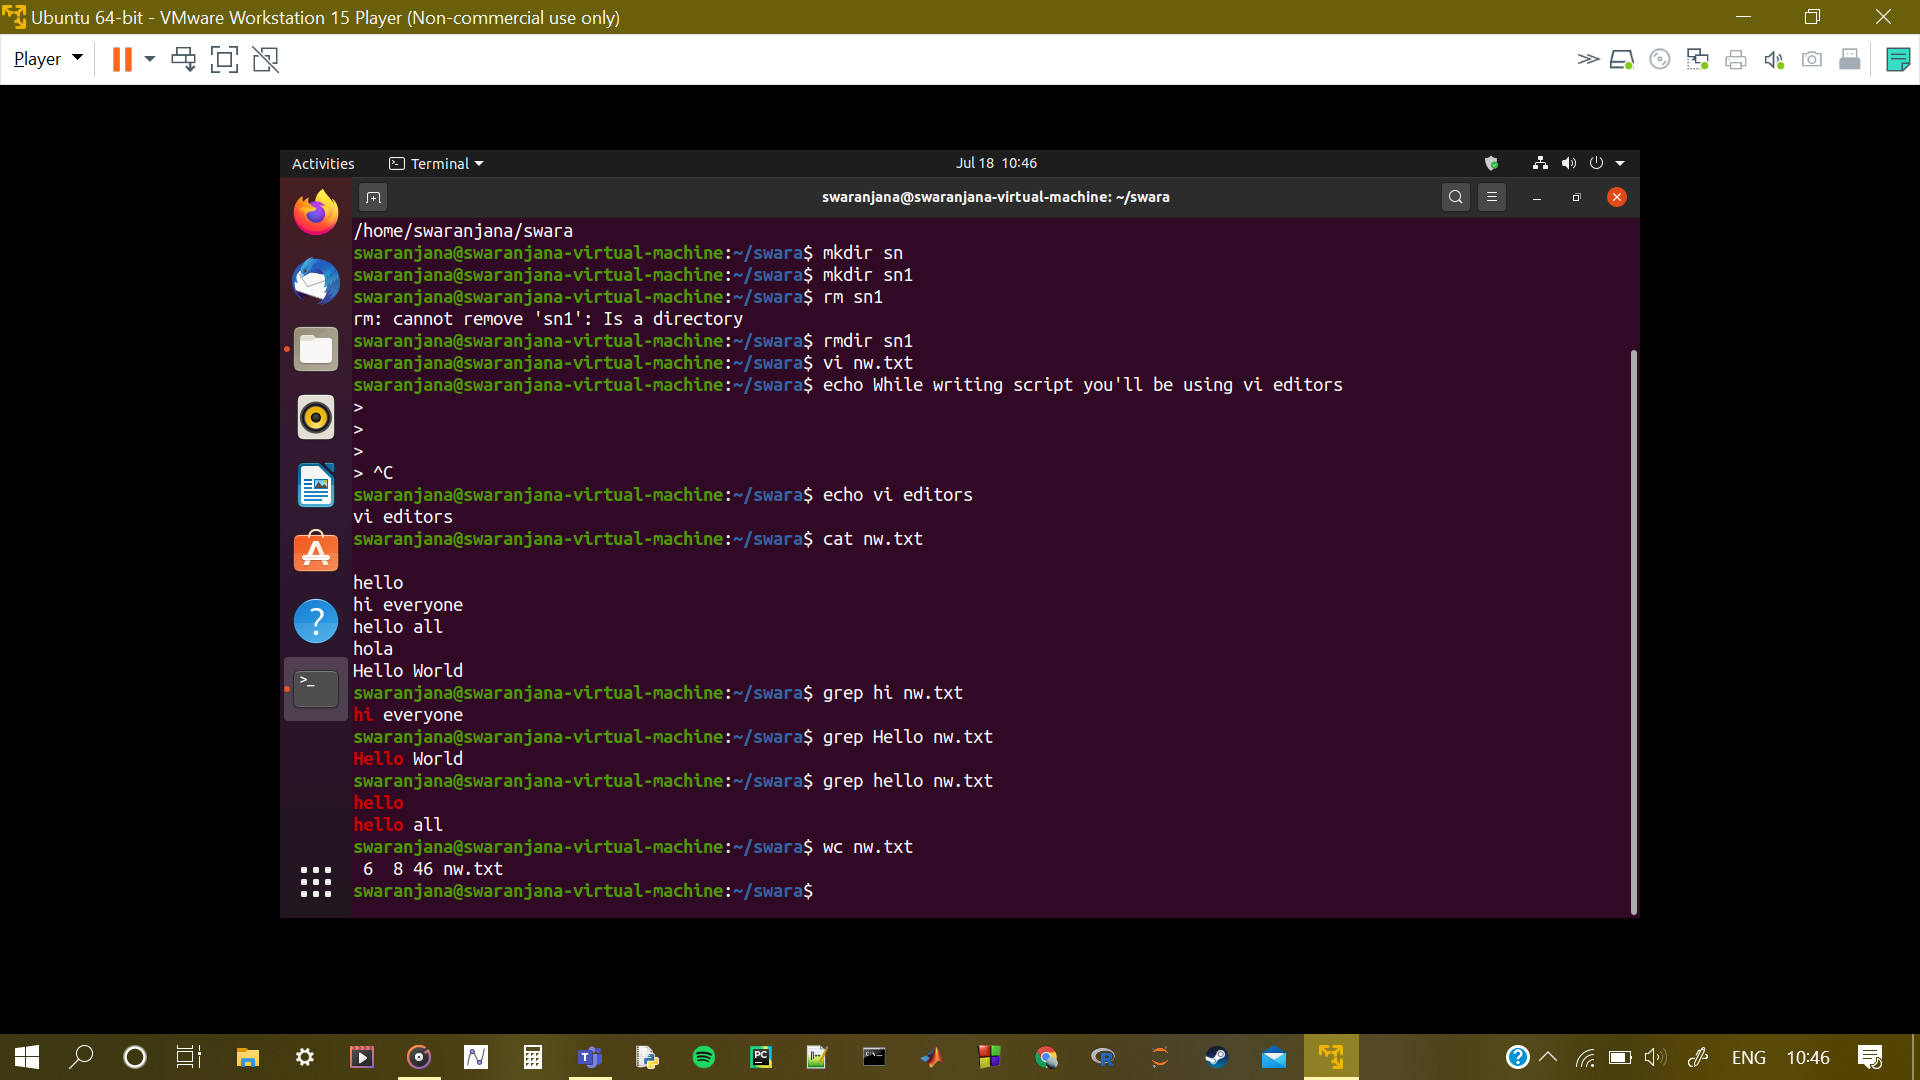 Ubuntu 64-bit - VMware Workstation 15 Player (Non-commercial use only)
Player
Activities
Terminal
Jul 18 10:46
swaranjana@swaranjana-virtual-machine: ~/swara
/home/swaranjana/swara
swaranjana@swaranjana-virtual-machine:~/swara$ mkdir sn
swaranjana@swaranjana-virtual-machine:~/swara$ mkdir sn1
swaranjana@swaranjana-virtual-machine:~/swara$ rm sn1
rm: cannot remove 'sn1': Is a directory
swaranjana@swaranjana-virtual-machine:~/swara$ rmdir sn1
swaranjana@swaranjana-virtual-machine:~/swara$ vi nw.txt
swaranjana@swaranjana-virtual-machine:~/swara$ echo While writing script you'll be using vi editors
>
>
>
> ^C
swaranjana@swaranjana-virtual-machine:~/swara$ echo vi editors
vi editors
swaranjana@swaranjana-virtual-machine:~/swara$ cat nw.txt
hello
hi everyone
hello all
hola
Hello World
swaranjana@swaranjana-virtual-machine:~/swara$ grep hi nw.txt
hi everyone
swaranjana@swaranjana-virtual-machine:~/swara$ grep Hello nw.txt
Hello World
swaranjana@swaranjana-virtual-machine:~/swara$ grep hello nw.txt
hello
hello all
swaranjana@swaranjana-virtual-machine:~/swara$ wc nw.txt
6 8 46 nw.txt
swaranjana@swaranjana-virtual-machine:~/swara$
ENG
10:46